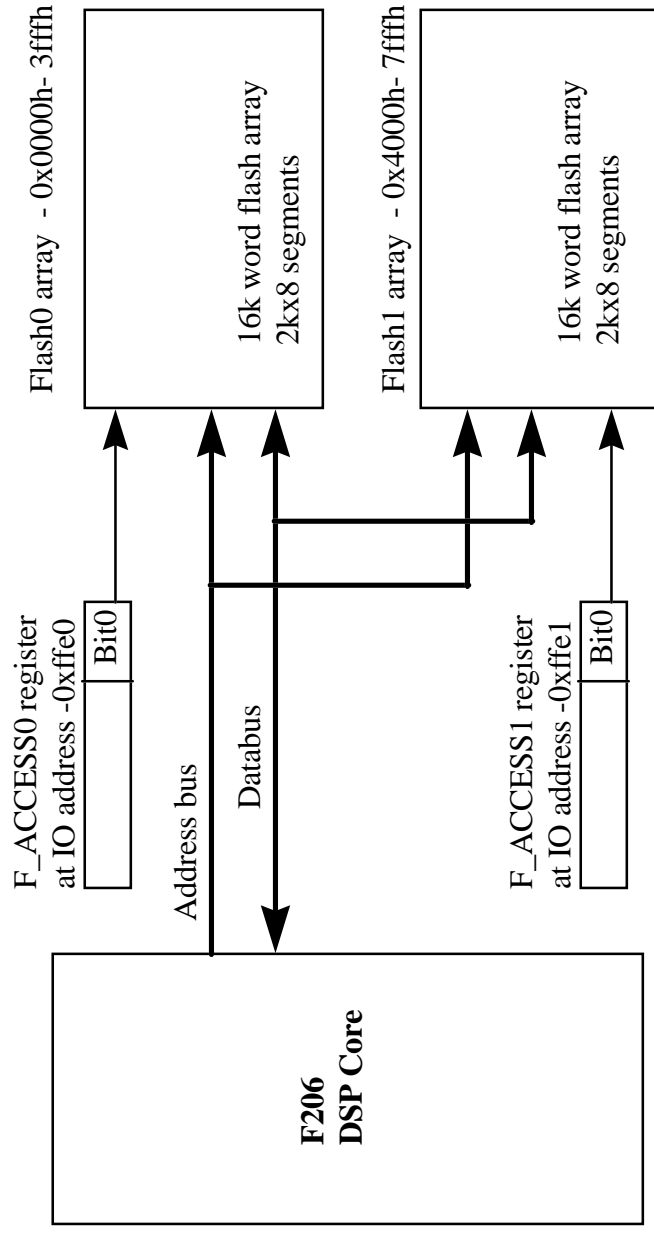 F206
DSP Core
Address bus
Databus
F_ACCESS0 register
at IO address -0xffe0
Bit0
F_ACCESS1 register
at IO address -0xffe1
Bit0
Flash0 array - 0x0000h- 3fffh
16k word flash array
2kx8 segments
Flash1 array - 0x4000h- 7fffh
16k word flash array
2kx8 segments